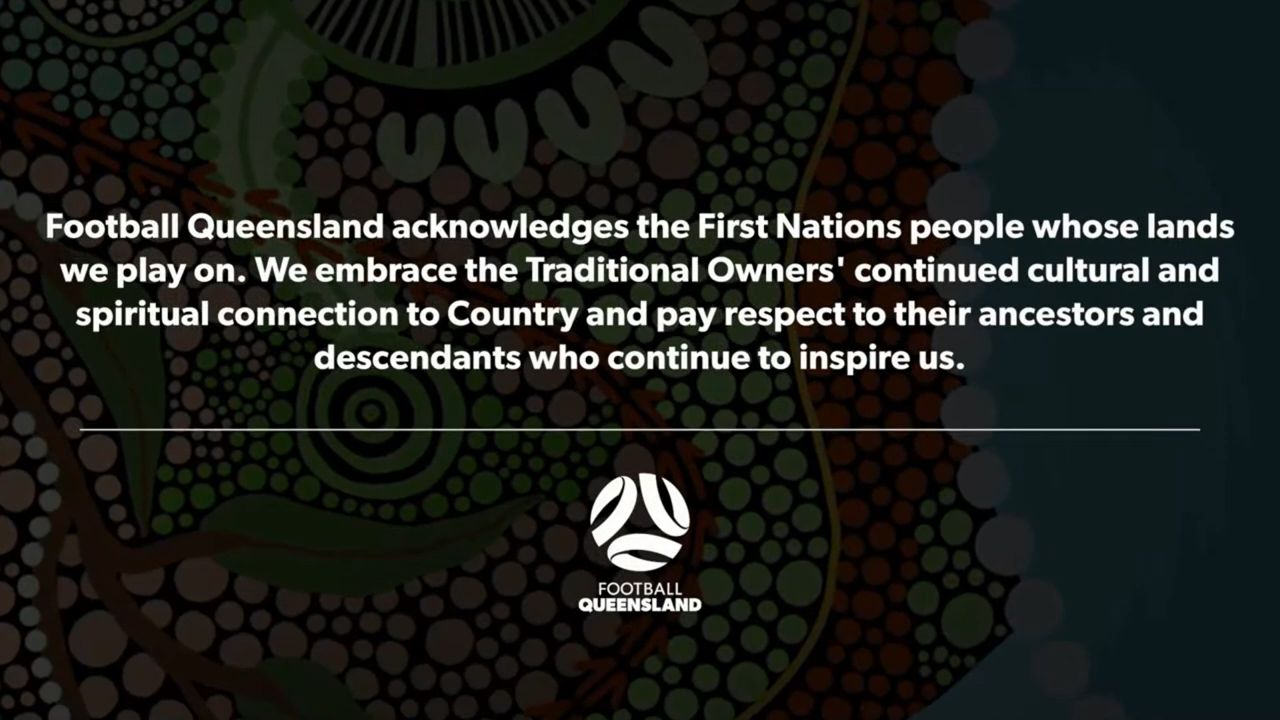 Football Queensland acknowledges the First Nations people whose lands
we play on. We embrace the Traditional Owners' continued cultural and
spiritual connection to Country and pay respect to their ancestors and
descendants who continue to inspire us.
FOOTBALL
QUEENSLAND